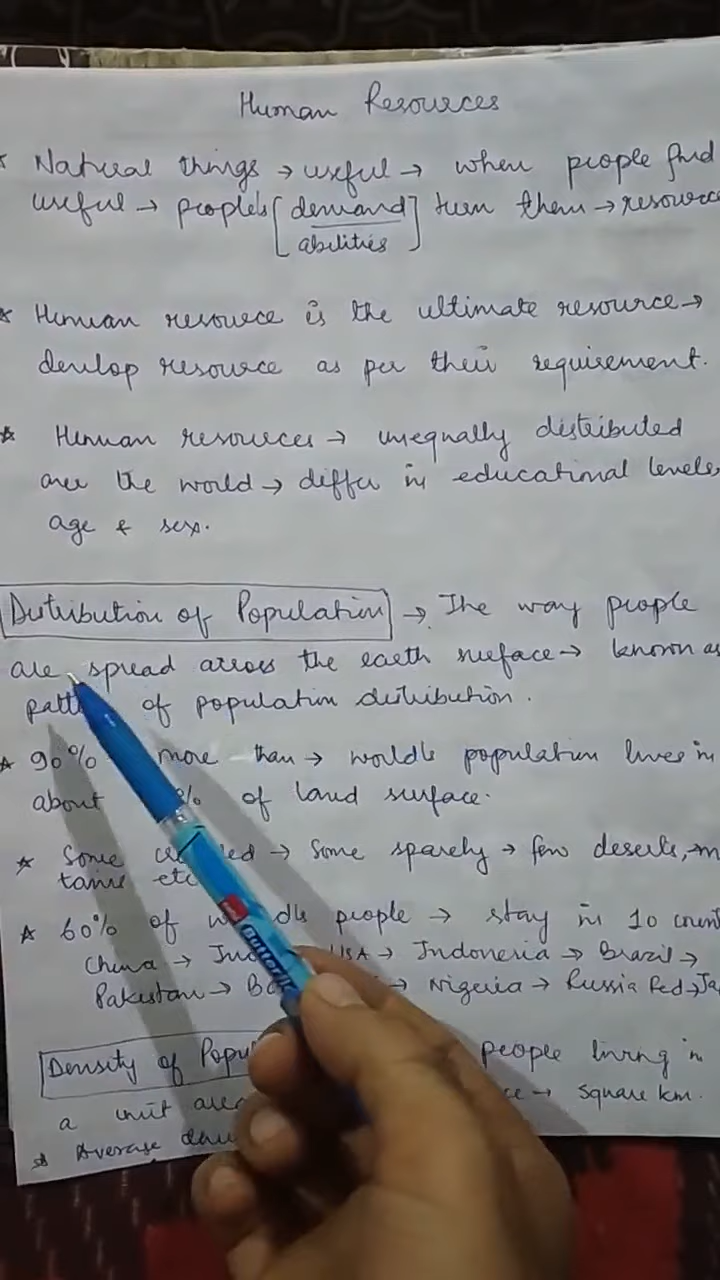 Human Resources
* Natural things → useful → when people find
useful → people's [demand] turn them → resource
abilities
* Human resource is the ultimate resource →
devlop resource as per their requirement.
* Human resources → unequally distributed
over the world → differ in educational levels,
age & sex.
Distribution of Population → The way people
are spread across the earth surface → known as
of population distribution.
* 90% more than → world's population lives in
about % of land surface.
* Some → Some sparsely → few deserts,
etc
* 60% of people → stay in 10
China → USA → Indonesia → Brazil →
Pakistan → → Nigeria → Russia Fed →
Density of people living in
a unit area → square km.
* Average